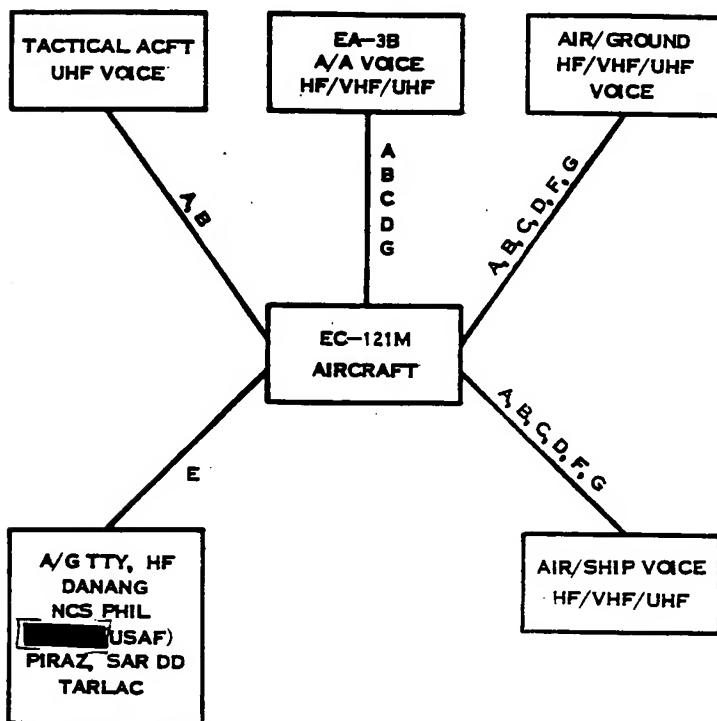 TACTICAL ACFT
UHF VOICE
EA-3B
A/A VOICE
HF/VHF/UHF
AIR/GROUND
HF/VHF/UHF
VOICE
A, B
A
B
C
D
G
A, B, C, D, F, G
EC-121M
AIRCRAFT
E
A, B, C, D, F, G
A/G TTY, HF
DANANG
NCS PHIL
USAF)
PIRAZ, SAR DD
TARLAC
AIR/SHIP VOICE
HF/VHF/UHF